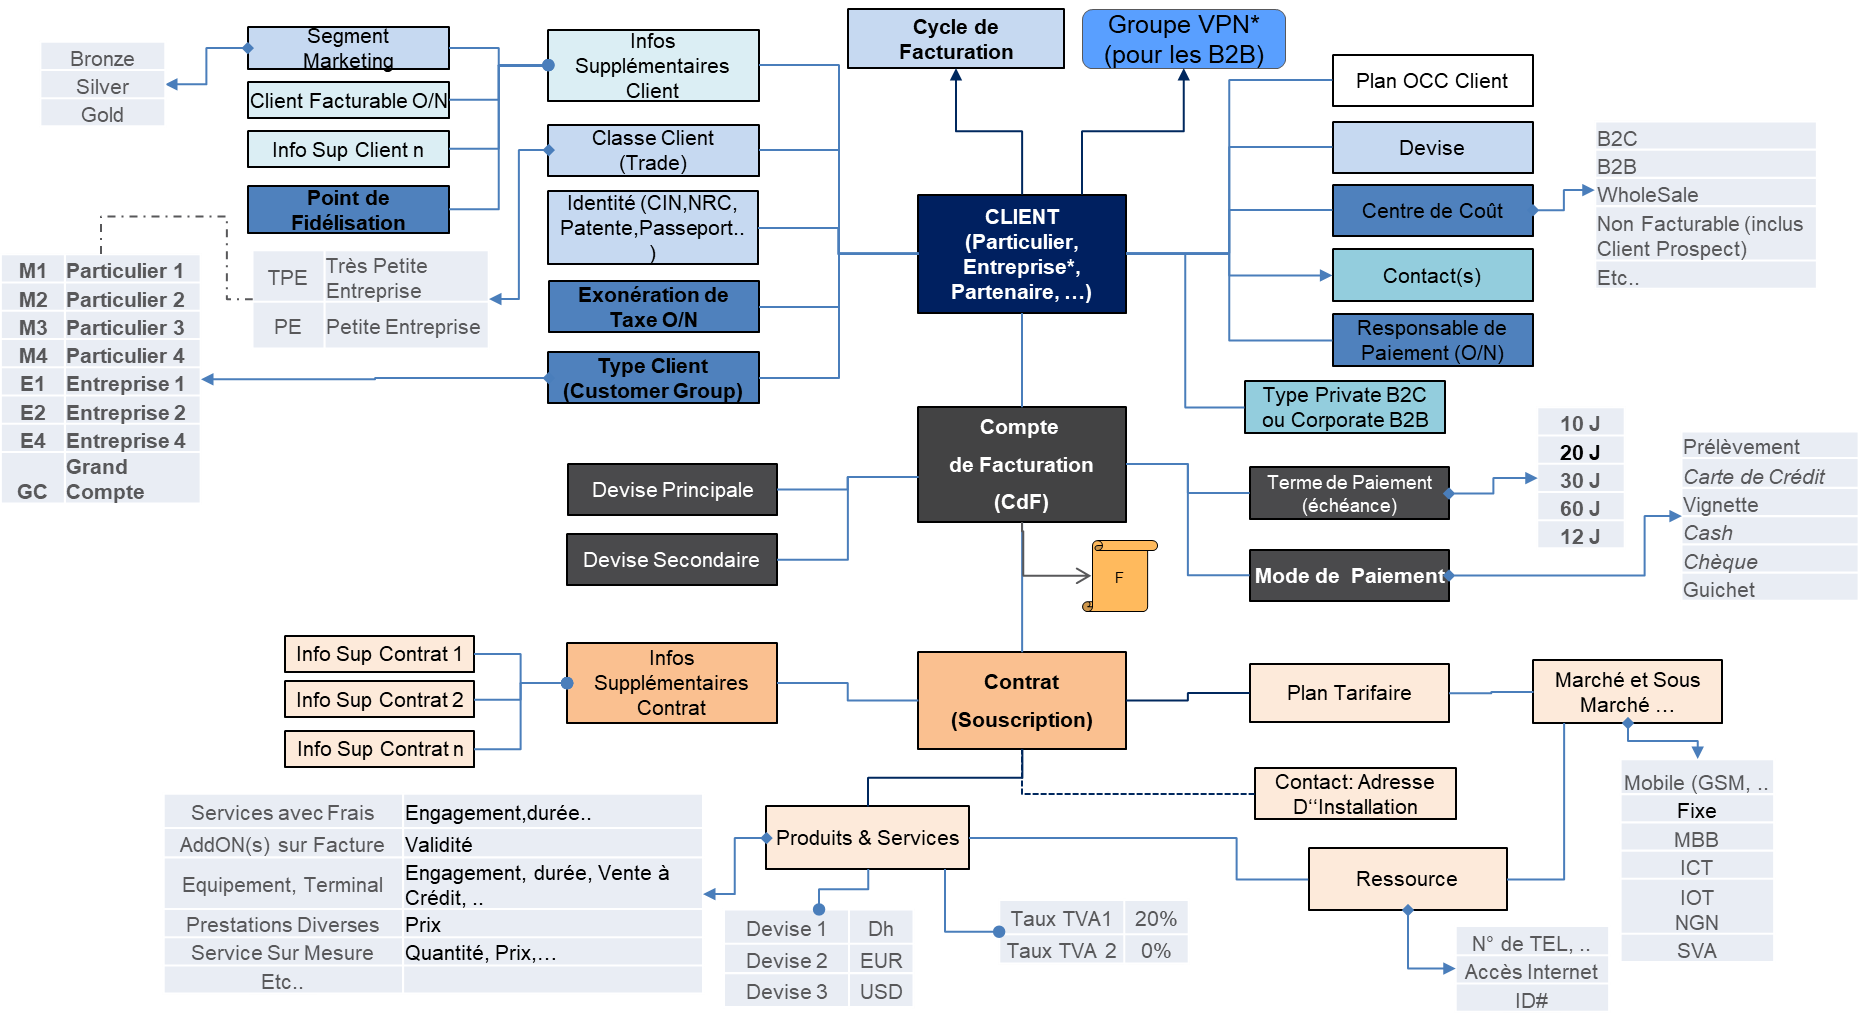 Bronze
Silver
Gold
Segment
Marketing
Client Facturable O/N
Info Sup Client n
Point de
Fidélisation
Infos
Supplémentaires
Client
Classe Client
(Trade)
Identité (CIN,NRC,
Patente,Passeport..
)
Exonération de
Taxe O/N
Type Client
(Customer Group)
Cycle de
Facturation
Groupe VPN*
(pour les B2B)
CLIENT
(Particulier,
Entreprise*,
Partenaire, …)
Plan OCC Client
Devise
Centre de Coût
Contact(s)
Responsable de
Paiement (O/N)
Type Private B2C
ou Corporate B2B
B2C
B2B
WholeSale
Non Facturable (inclus
Client Prospect)
Etc..
M1 Particulier 1
M2 Particulier 2
M3 Particulier 3
M4 Particulier 4
E1 Entreprise 1
E2 Entreprise 2
E4 Entreprise 4
Grand
GC Compte
TPE Très Petite
Entreprise
PE Petite Entreprise
Compte
de Facturation
(CdF)
Devise Principale
Devise Secondaire
Terme de Paiement
(échéance)
Mode de Paiement
10 J
20 J
30 J
60 J
12 J
Prélèvement
Carte de Crédit
Vignette
Cash
Chèque
Guichet
F
Info Sup Contrat 1
Info Sup Contrat 2
Info Sup Contrat n
Infos
Supplémentaires
Contrat
Contrat
(Souscription)
Plan Tarifaire
Marché et Sous
Marché …
Contact: Adresse
D‘‘Installation
Mobile (GSM, ..
Fixe
MBB
ICT
IOT
NGN
SVA
Services avec Frais Engagement,durée..
AddON(s) sur Facture Validité
Equipement, Terminal Engagement, durée, Vente à
Crédit, ..
Prestations Diverses Prix
Service Sur Mesure Quantité, Prix,…
Etc..
Produits & Services
Ressource
Devise 1 Dh
Devise 2 EUR
Devise 3 USD
Taux TVA1 20%
Taux TVA 2 0%
N° de TEL, ..
Accès Internet
ID#